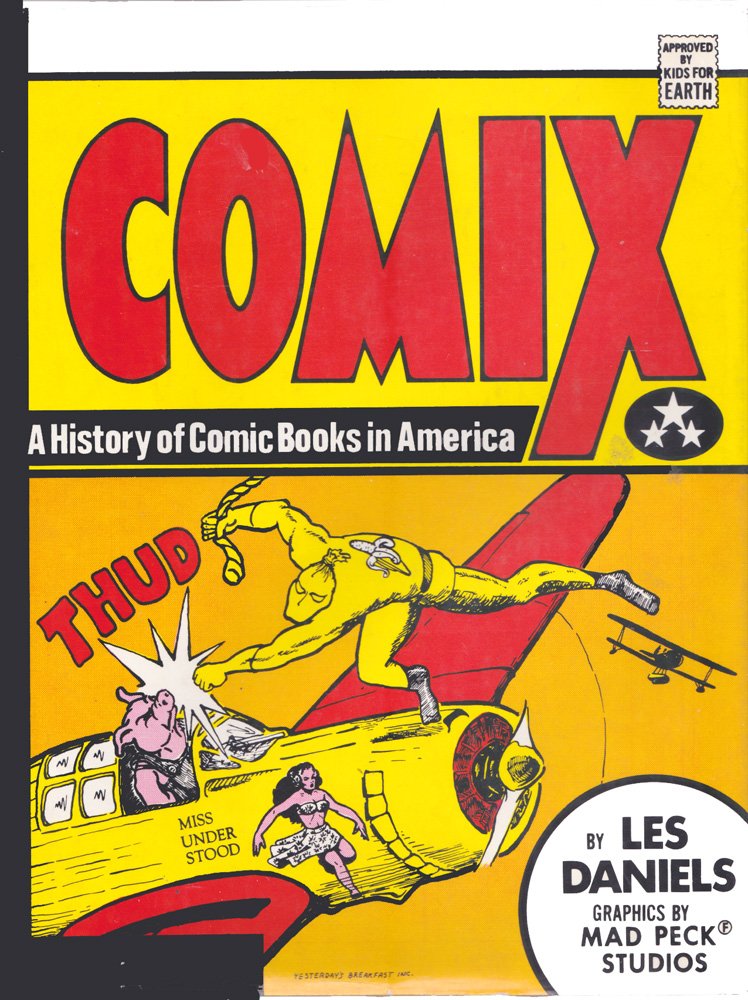 APPROVED
BY
KIDS FOR
EARTH
COMIX
A History of Comic Books in America
THUD
MISS
UNDER
STOOD
BY LES
DANIELS
GRAPHICS BY
MAD PECK Ⓕ
STUDIOS
YESTERDAY'S BREAKFAST INC.